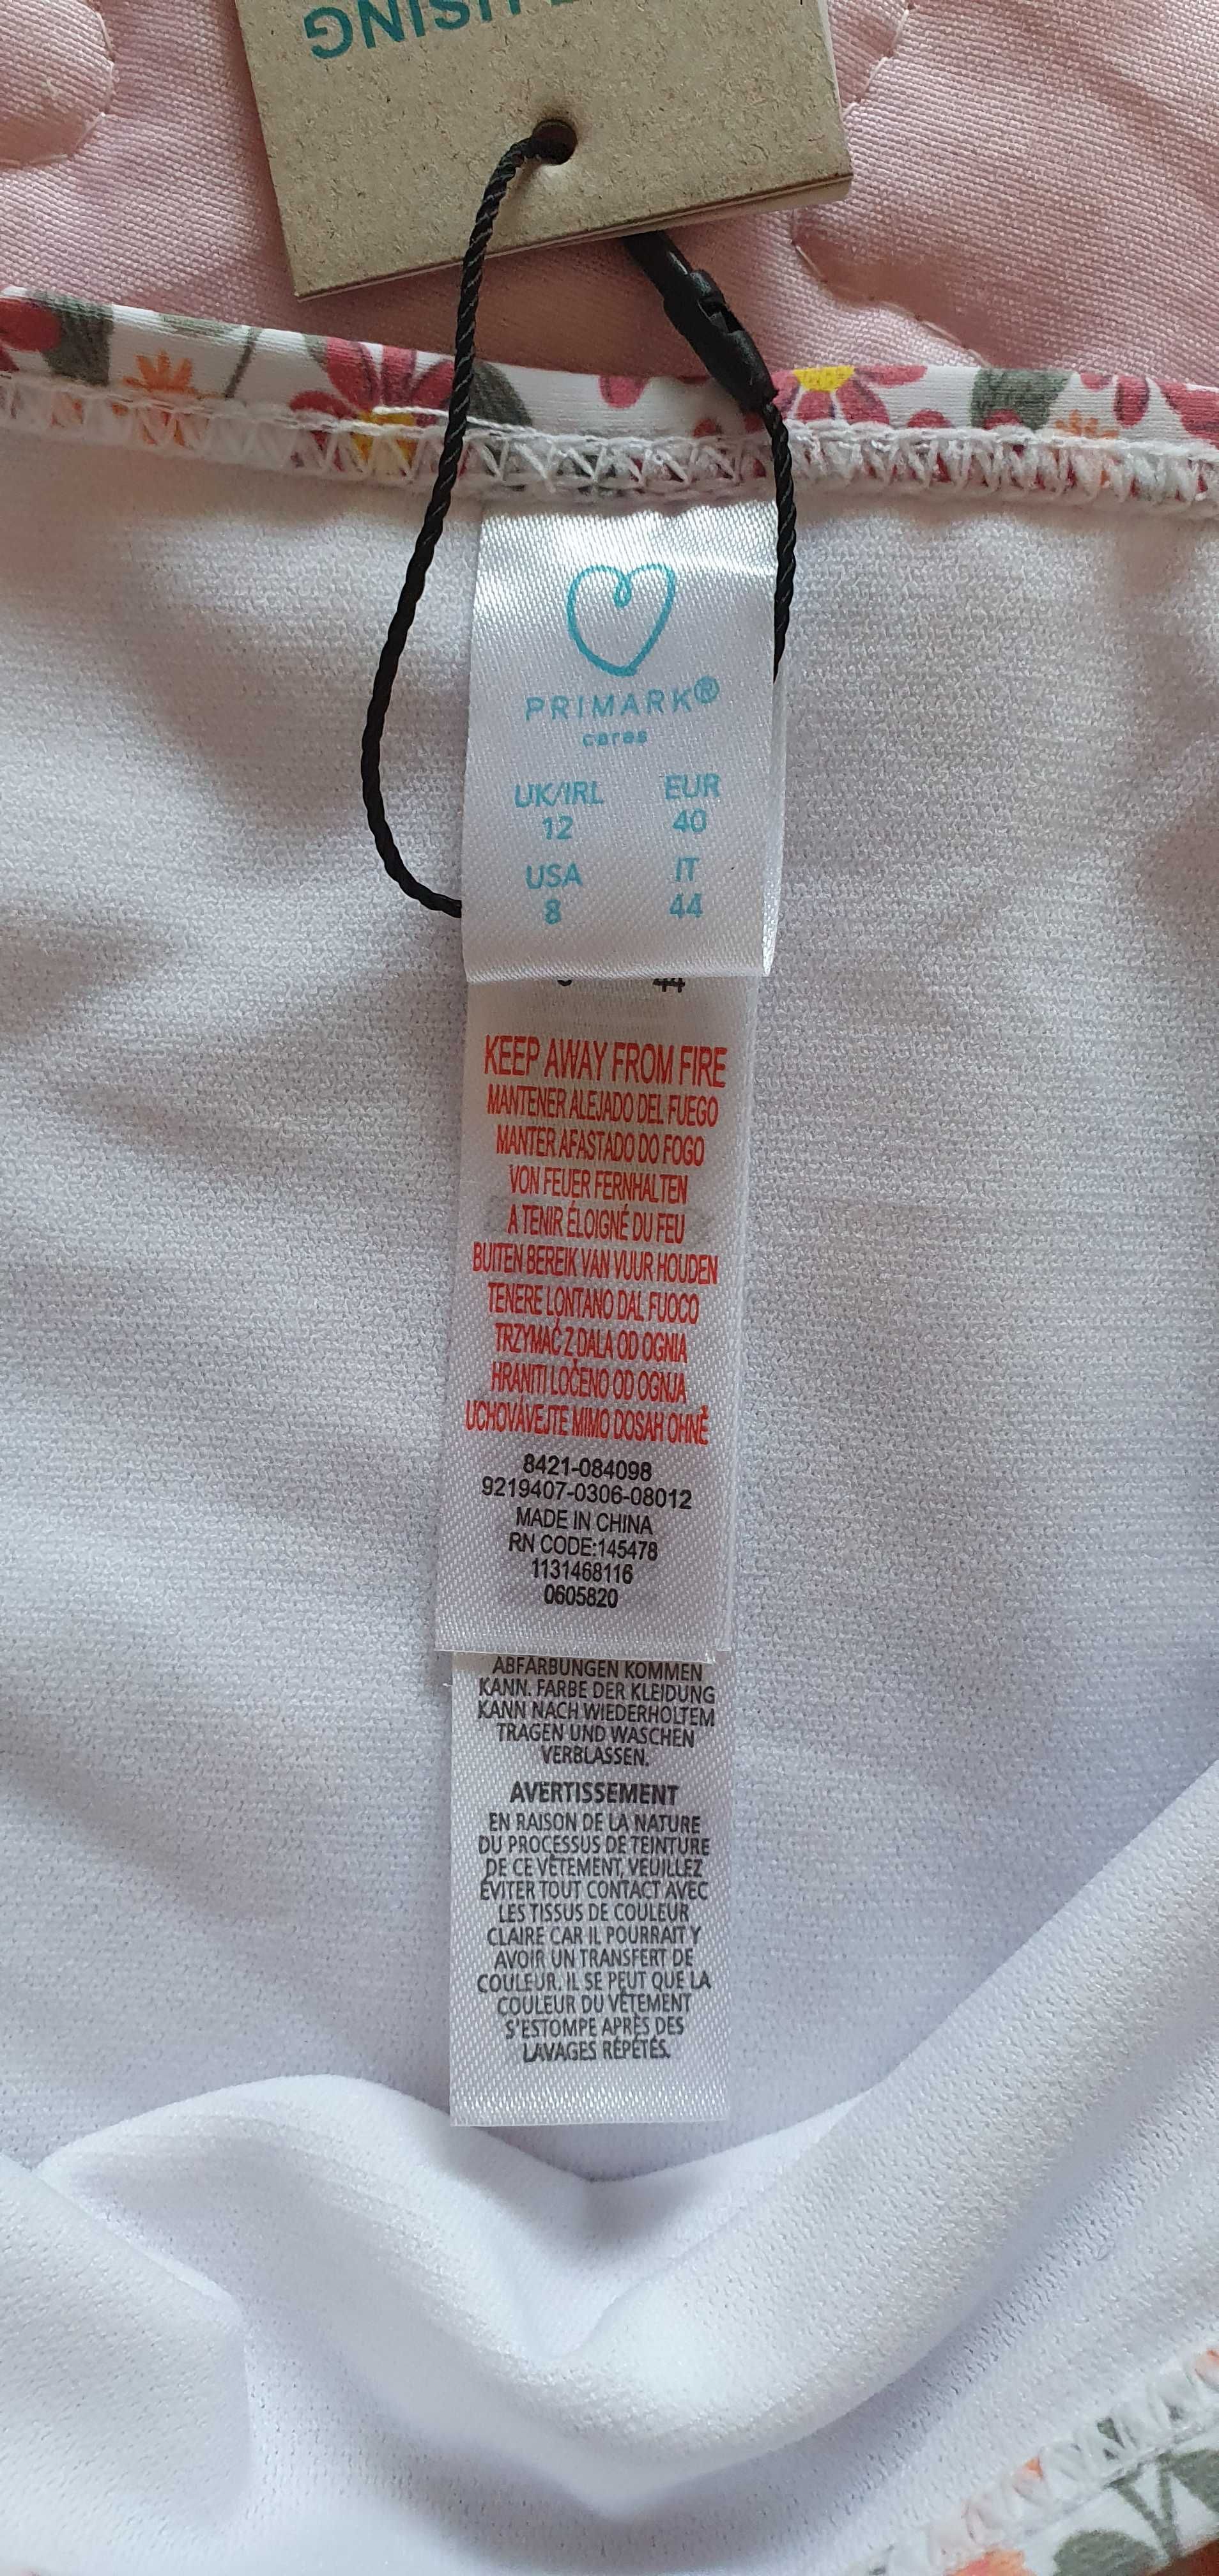 USING
PRIMARK®
cares
UK/IRL EUR
12 40
USA IT
8 44
44
KEEP AWAY FROM FIRE
MANTENER ALEJADO DEL FUEGO
MANTER AFASTADO DO FOGO
VON FEUER FERNHALTEN
A TENIR ÉLOIGNÉ DU FEU
BUITEN BEREIK VAN VUUR HOUDEN
TENERE LONTANO DAL FUOCO
TRZYMAĆ Z DALA OD OGNIA
HRANITI LOČENO OD OGNJA
UCHOVÁVEJTE MIMO DOSAH OHNĚ
8421-084098
9219407-0306-08012
MADE IN CHINA
RN CODE:145478
1131468116
0605820
ABFÄRBUNGEN KOMMEN
KANN. FARBE DER KLEIDUNG
KANN NACH WIEDERHOLTEM
TRAGEN UND WASCHEN
VERBLASSEN.
AVERTISSEMENT
EN RAISON DE LA NATURE
DU PROCESSUS DE TEINTURE
DE CE VÊTEMENT, VEUILLEZ
ÉVITER TOUT CONTACT AVEC
LES TISSUS DE COULEUR
CLAIRE CAR IL POURRAIT Y
AVOIR UN TRANSFERT DE
COULEUR. IL SE PEUT QUE LA
COULEUR DU VÊTEMENT
S'ESTOMPE APRÈS DES
LAVAGES RÉPÉTÉS.